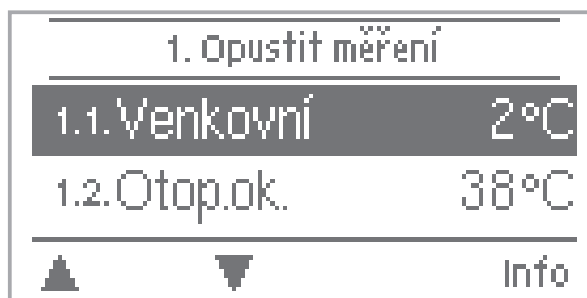 1. Opustit měření
1.1. Venkovní 2°C
1.2. Otop.ok. 38°C
Info